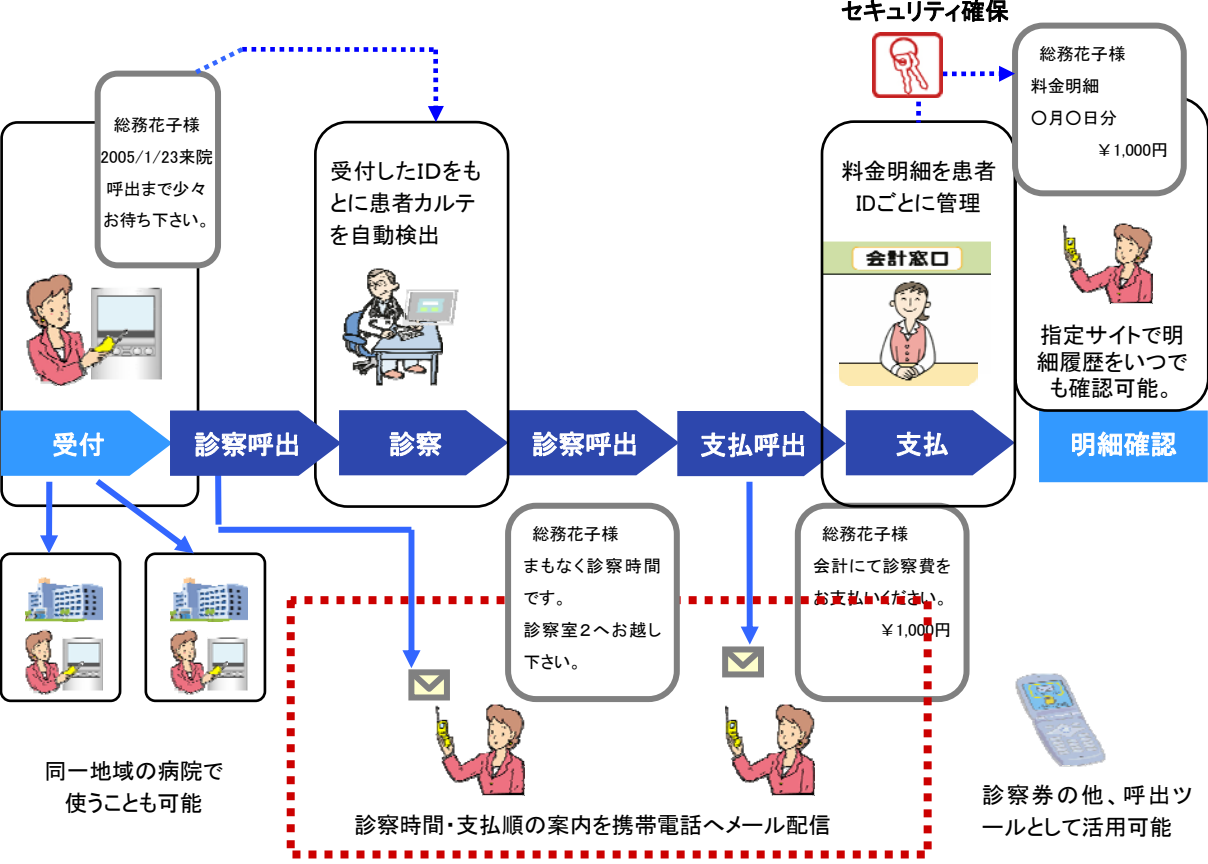 セキュリティ確保
総務花子様
料金明細
○月○日分
￥1,000円
総務花子様
2005/1/23来院
呼出まで少々
お待ち下さい。
受付したIDをも
とに患者カルテ
を自動検出
料金明細を患者
IDごとに管理
会計窓口
指定サイトで明
細履歴をいつで
も確認可能。
受付
診察呼出
診察
診察呼出
支払呼出
支払
明細確認
総務花子様
まもなく診察時間
です。
診察室２へお越し
下さい。
総務花子様
会計にて診察費を
お支払いください。
￥1,000円
同一地域の病院で
使うことも可能
診察時間・支払順の案内を携帯電話へメール配信
診察券の他、呼出ツ
ールとして活用可能